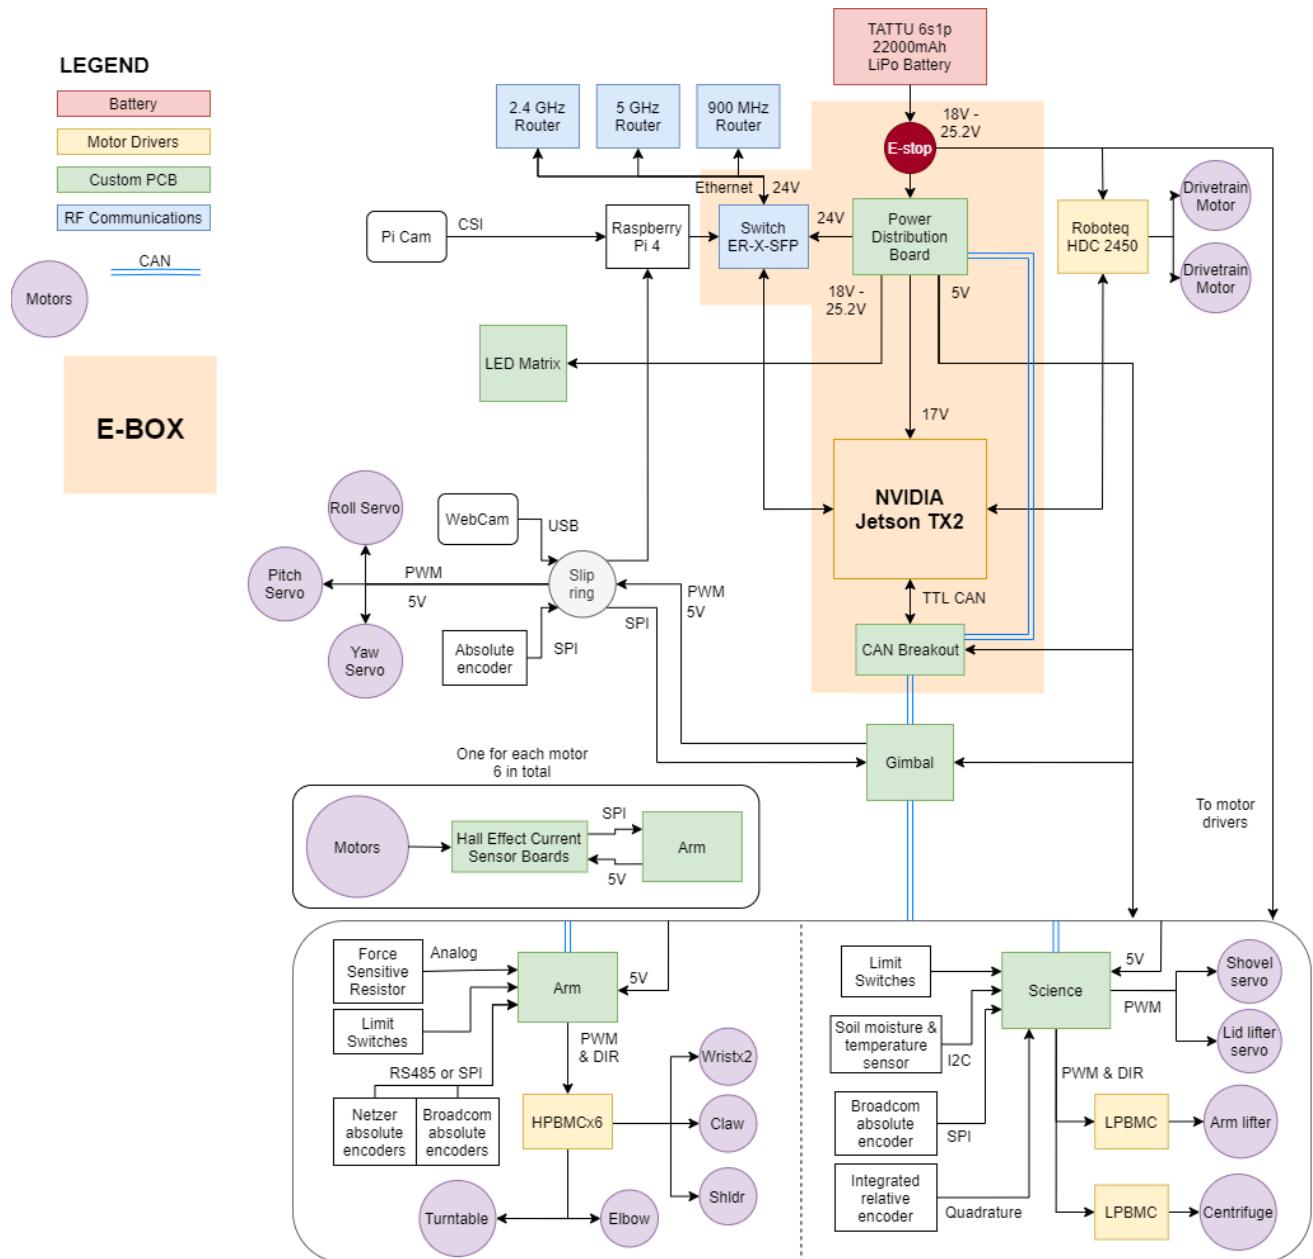 TATTU 6s1p
22000mAh
LiPo Battery
LEGEND
Battery
Motor Drivers
Custom PCB
RF Communications
CAN
Motors
E-BOX
2.4 GHz
Router
5 GHz
Router
900 MHz
Router
18V -
25.2V
E-stop
Ethernet
24V
Pi Cam
CSI
Raspberry
Pi 4
Switch
ER-X-SFP
24V
Power
Distribution
Board
Roboteq
HDC 2450
Drivetrain
Motor
Drivetrain
Motor
18V -
25.2V
5V
LED Matrix
17V
NVIDIA
Jetson TX2
Roll Servo
WebCam
USB
Pitch
Servo
PWM
5V
Slip
ring
PWM
5V
TTL CAN
SPI
Yaw
Servo
Absolute
encoder
SPI
CAN Breakout
Gimbal
One for each motor
6 in total
Motors
Hall Effect Current
Sensor Boards
SPI
5V
Arm
To motor
drivers
Force
Sensitive
Resistor
Analog
Limit
Switches
Arm
5V
RS485 or SPI
Netzer
absolute
encoders
Broadcom
absolute
encoders
PWM
& DIR
HPBMCx6
Wristx2
Claw
Shldr
Turntable
Elbow
Limit
Switches
Soil moisture &
temperature
sensor
I2C
Broadcom
absolute
encoder
SPI
Integrated
relative
encoder
Quadrature
Science
5V
PWM
Shovel
servo
Lid lifter
servo
PWM & DIR
LPBMC
Arm lifter
LPBMC
Centrifuge